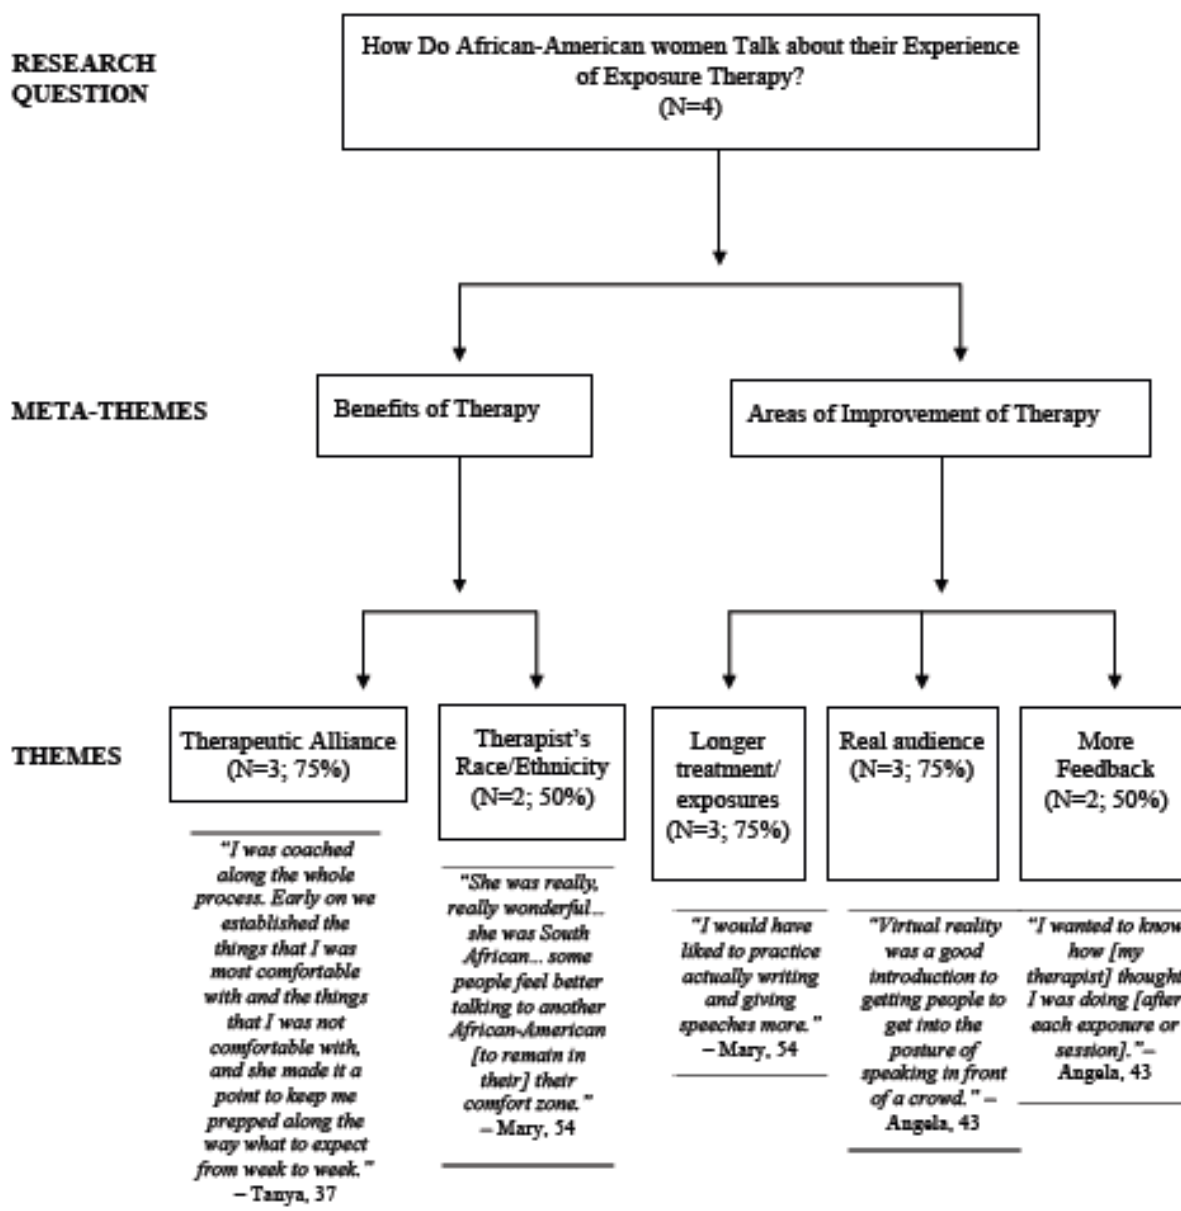 RESEARCH
QUESTION
How Do African-American women Talk about their Experience
of Exposure Therapy?
(N=4)
META-THEMES
Benefits of Therapy
Areas of Improvement of Therapy
THEMES
Therapeutic Alliance
(N=3; 75%)
Therapist's
Race/Ethnicity
(N=2; 50%)
Longer
treatment/
exposures
(N=3; 75%)
Real audience
(N=3; 75%)
More
Feedback
(N=2; 50%)
"I was coached
along the whole
process. Early on we
established the
things that I was
most comfortable
with and the things
that I was not
comfortable with,
and she made it a
point to keep me
prepped along the
way what to expect
from week to week."
– Tanya, 37
"She was really,
really wonderful...
she was South
African... some
people feel better
talking to another
African-American
[to remain in
their] their
comfort zone."
– Mary, 54
"I would have
liked to practice
actually writing
and giving
speeches more."
– Mary, 54
"Virtual reality
was a good
introduction to
getting people to
get into the
posture of
speaking in front
of a crowd." –
Angela, 43
"I wanted to know
how [my
therapist] thought
I was doing [after
each exposure or
session]." –
Angela, 43